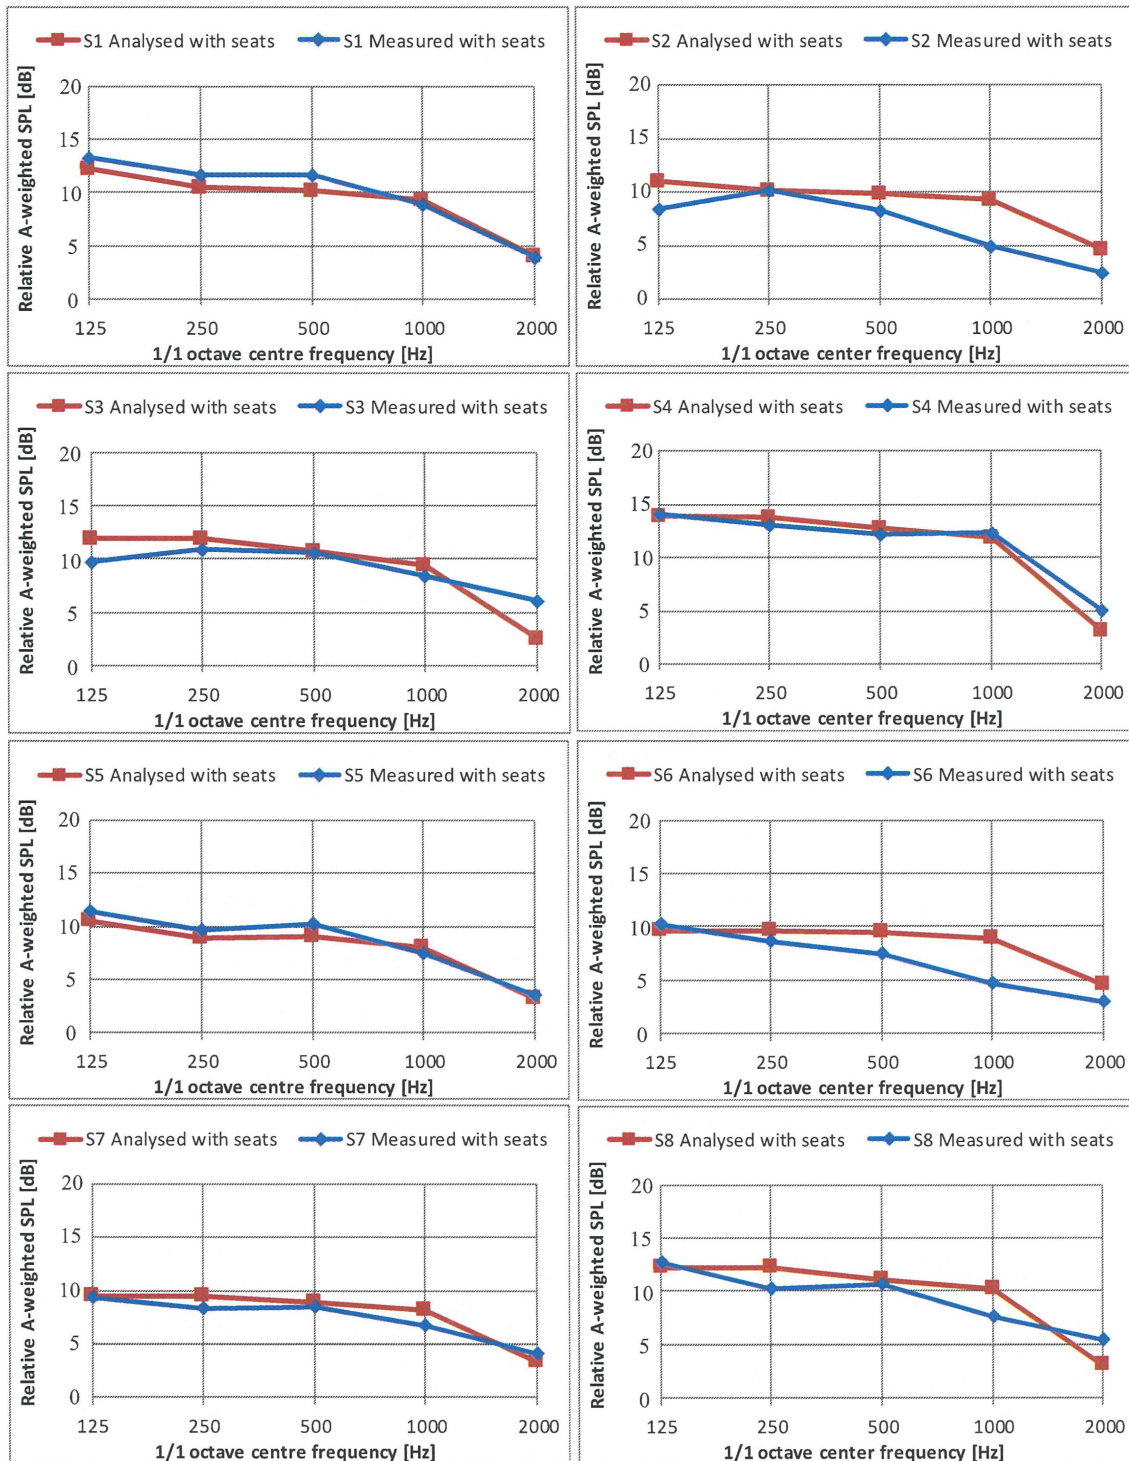 S1 Analysed with seats S1 Measured with seats
Relative A-weighted SPL [dB]
20
15
10
5
0
125 250 500 1000 2000
1/1 octave centre frequency [Hz]
S2 Analysed with seats S2 Measured with seats
Relative A-weighted SPL [dB]
20
15
10
5
0
125 250 500 1000 2000
1/1 octave center frequency [Hz]
S3 Analysed with seats S3 Measured with seats
Relative A-weighted SPL [dB]
20
15
10
5
0
125 250 500 1000 2000
1/1 octave centre frequency [Hz]
S4 Analysed with seats S4 Measured with seats
Relative A-weighted SPL [dB]
20
15
10
5
0
125 250 500 1000 2000
1/1 octave center frequency [Hz]
S5 Analysed with seats S5 Measured with seats
Relative A-weighted SPL [dB]
20
15
10
5
0
125 250 500 1000 2000
1/1 octave centre frequency [Hz]
S6 Analysed with seats S6 Measured with seats
Relative A-weighted SPL [dB]
20
15
10
5
0
125 250 500 1000 2000
1/1 octave center frequency [Hz]
S7 Analysed with seats S7 Measured with seats
Relative A-weighted SPL [dB]
20
15
10
5
0
125 250 500 1000 2000
1/1 octave centre frequency [Hz]
S8 Analysed with seats S8 Measured with seats
Relative A-weighted SPL [dB]
20
15
10
5
0
125 250 500 1000 2000
1/1 octave center frequency [Hz]